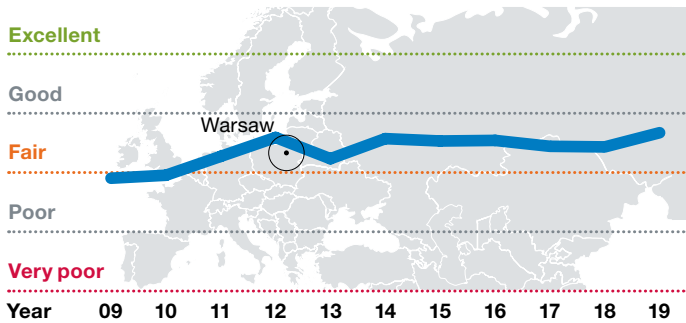 Excellent
Good
Warsaw
Fair
Poor
Very poor
Year 09 10 11 12 13 14 15 16 17 18 19